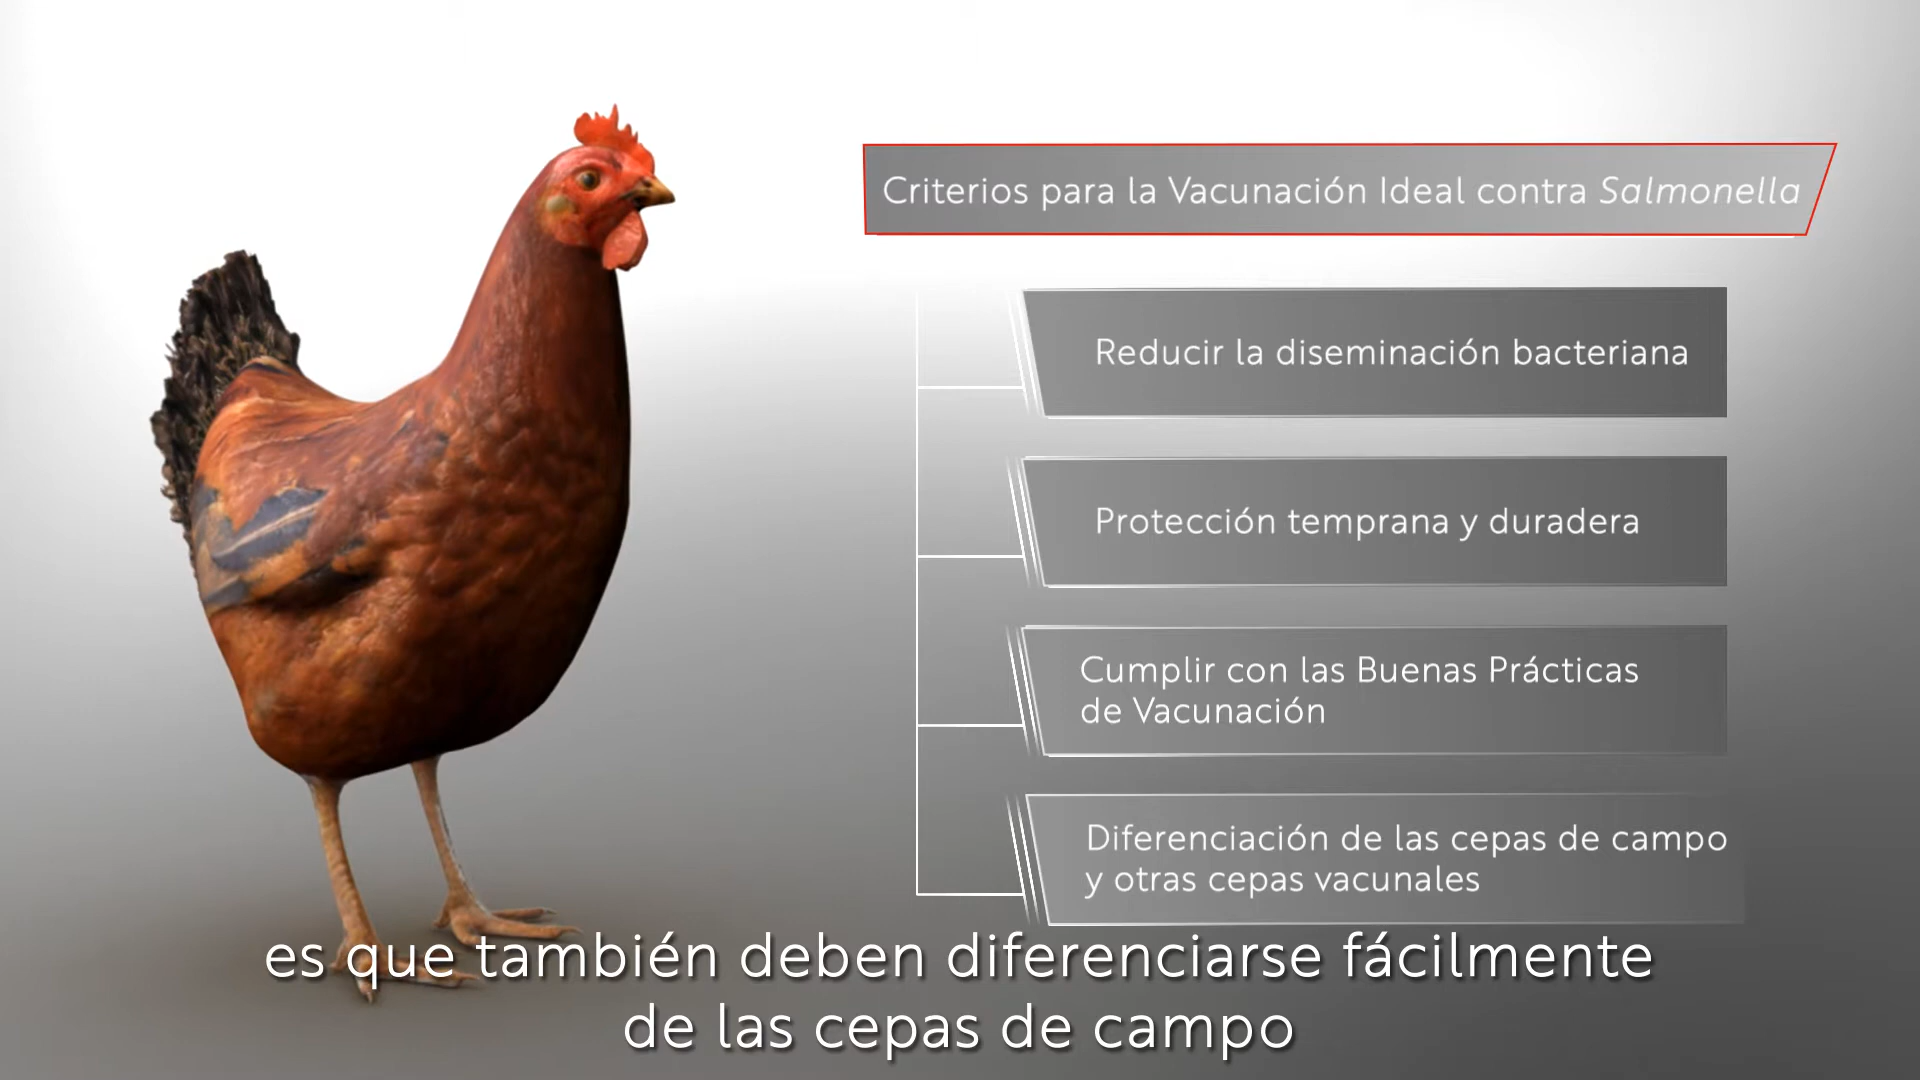 Criterios para la Vacunación Ideal contra Salmonella
Reducir la diseminación bacteriana
Protección temprana y duradera
Cumplir con las Buenas Prácticas
de Vacunación
Diferenciación de las cepas de campo
y otras cepas vacunales
es que también deben diferenciarse fácilmente
de las cepas de campo